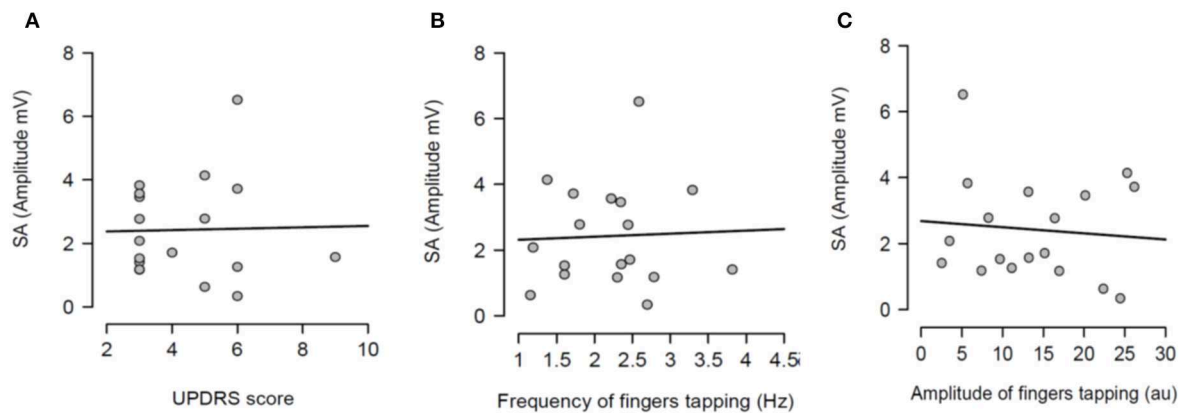 A
B
C
SA (Amplitude mV)
8
6
4
2
0
2 4 6 8 10
UPDRS score
SA (Amplitude mV)
8
6
4
2
0
1 1.5 2 2.5 3 3.5 4 4.5
Frequency of fingers tapping (Hz)
SA (Amplitude mV)
8
6
4
2
0
0 5 10 15 20 25 30
Amplitude of fingers tapping (au)